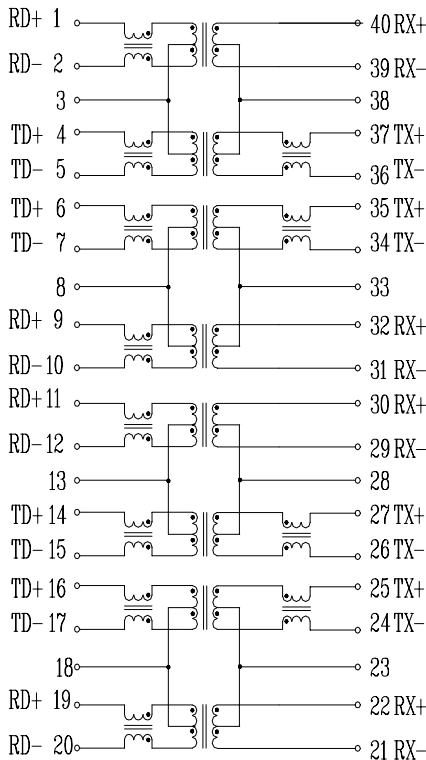 RD+ 1 40 RX+
RD- 2 39 RX-
3 38
TD+ 4 37 TX+
TD- 5 36 TX-
TD+ 6 35 TX+
TD- 7 34 TX-
8 33
RD+ 9 32 RX+
RD- 10 31 RX-
RD+ 11 30 RX+
RD- 12 29 RX-
13 28
TD+ 14 27 TX+
TD- 15 26 TX-
TD+ 16 25 TX+
TD- 17 24 TX-
18 23
RD+ 19 22 RX+
RD- 20 21 RX-